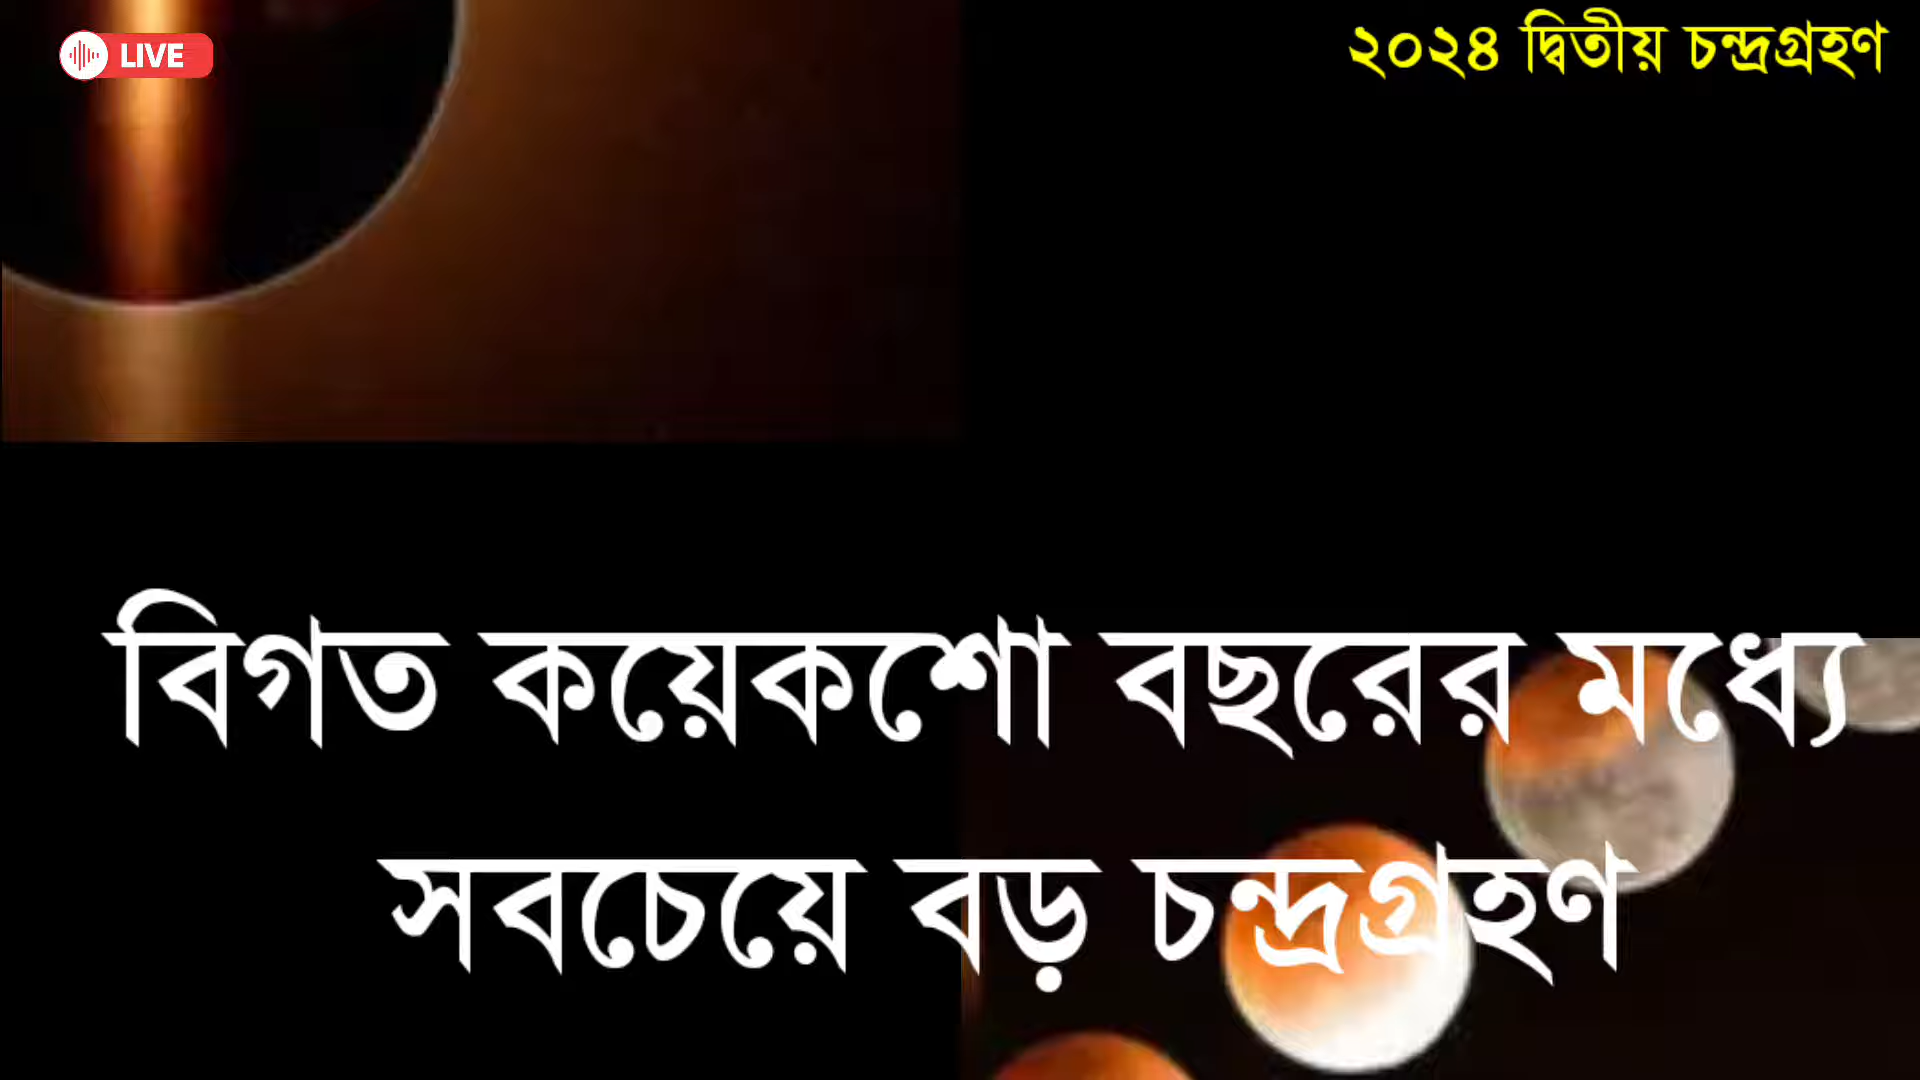 LIVE
২০২৪ দ্বিতীয় চন্দ্রগ্রহণ
বিগত কয়েকশো বছরের মধ্যে
সবচেয়ে বড় চন্দ্রগ্রহণ